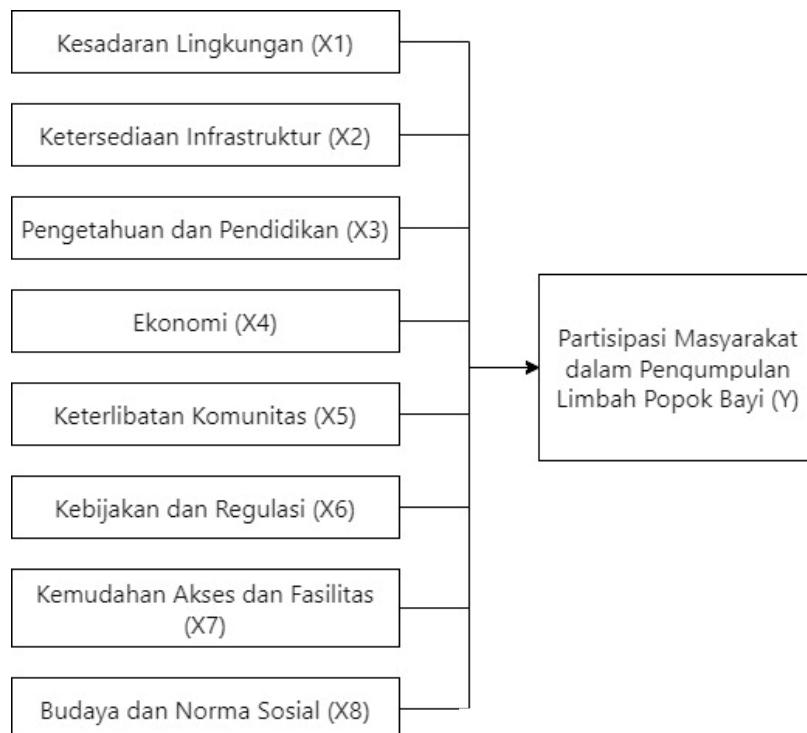 Kesadaran Lingkungan (X1)
Ketersediaan Infrastruktur (X2)
Pengetahuan dan Pendidikan (X3)
Ekonomi (X4)
Keterlibatan Komunitas (X5)
Kebijakan dan Regulasi (X6)
Kemudahan Akses dan Fasilitas
(X7)
Budaya dan Norma Sosial (X8)
Partisipasi Masyarakat
dalam Pengumpulan
Limbah Popok Bayi (Y)